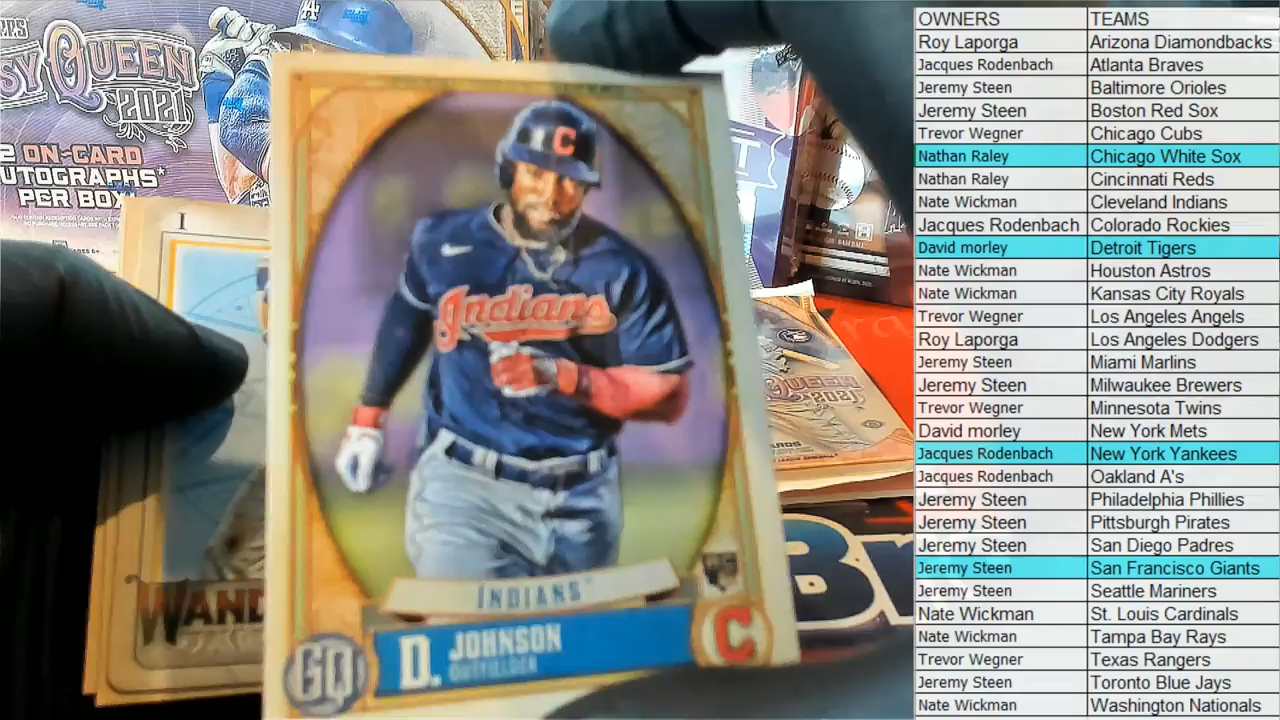 SY QUEEN
2021
2 ON-CARD
UTOGRAPHS*
PER BOX
I
WAND
C
Indians
INDIANS
RC
D. JOHNSON
OUTFIELDER
GQ
C
QUEEN
2021
OWNERS TEAMS
Roy Laporga Arizona Diamondbacks
Jacques Rodenbach Atlanta Braves
Jeremy Steen Baltimore Orioles
Jeremy Steen Boston Red Sox
Trevor Wegner Chicago Cubs
Nathan Raley Chicago White Sox
Nathan Raley Cincinnati Reds
Nate Wickman Cleveland Indians
Jacques Rodenbach Colorado Rockies
David morley Detroit Tigers
Nate Wickman Houston Astros
Nate Wickman Kansas City Royals
Trevor Wegner Los Angeles Angels
Roy Laporga Los Angeles Dodgers
Jeremy Steen Miami Marlins
Jeremy Steen Milwaukee Brewers
Trevor Wegner Minnesota Twins
David morley New York Mets
Jacques Rodenbach New York Yankees
Jacques Rodenbach Oakland A's
Jeremy Steen Philadelphia Phillies
Jeremy Steen Pittsburgh Pirates
Jeremy Steen San Diego Padres
Jeremy Steen San Francisco Giants
Jeremy Steen Seattle Mariners
Nate Wickman St. Louis Cardinals
Nate Wickman Tampa Bay Rays
Trevor Wegner Texas Rangers
Jeremy Steen Toronto Blue Jays
Nate Wickman Washington Nationals